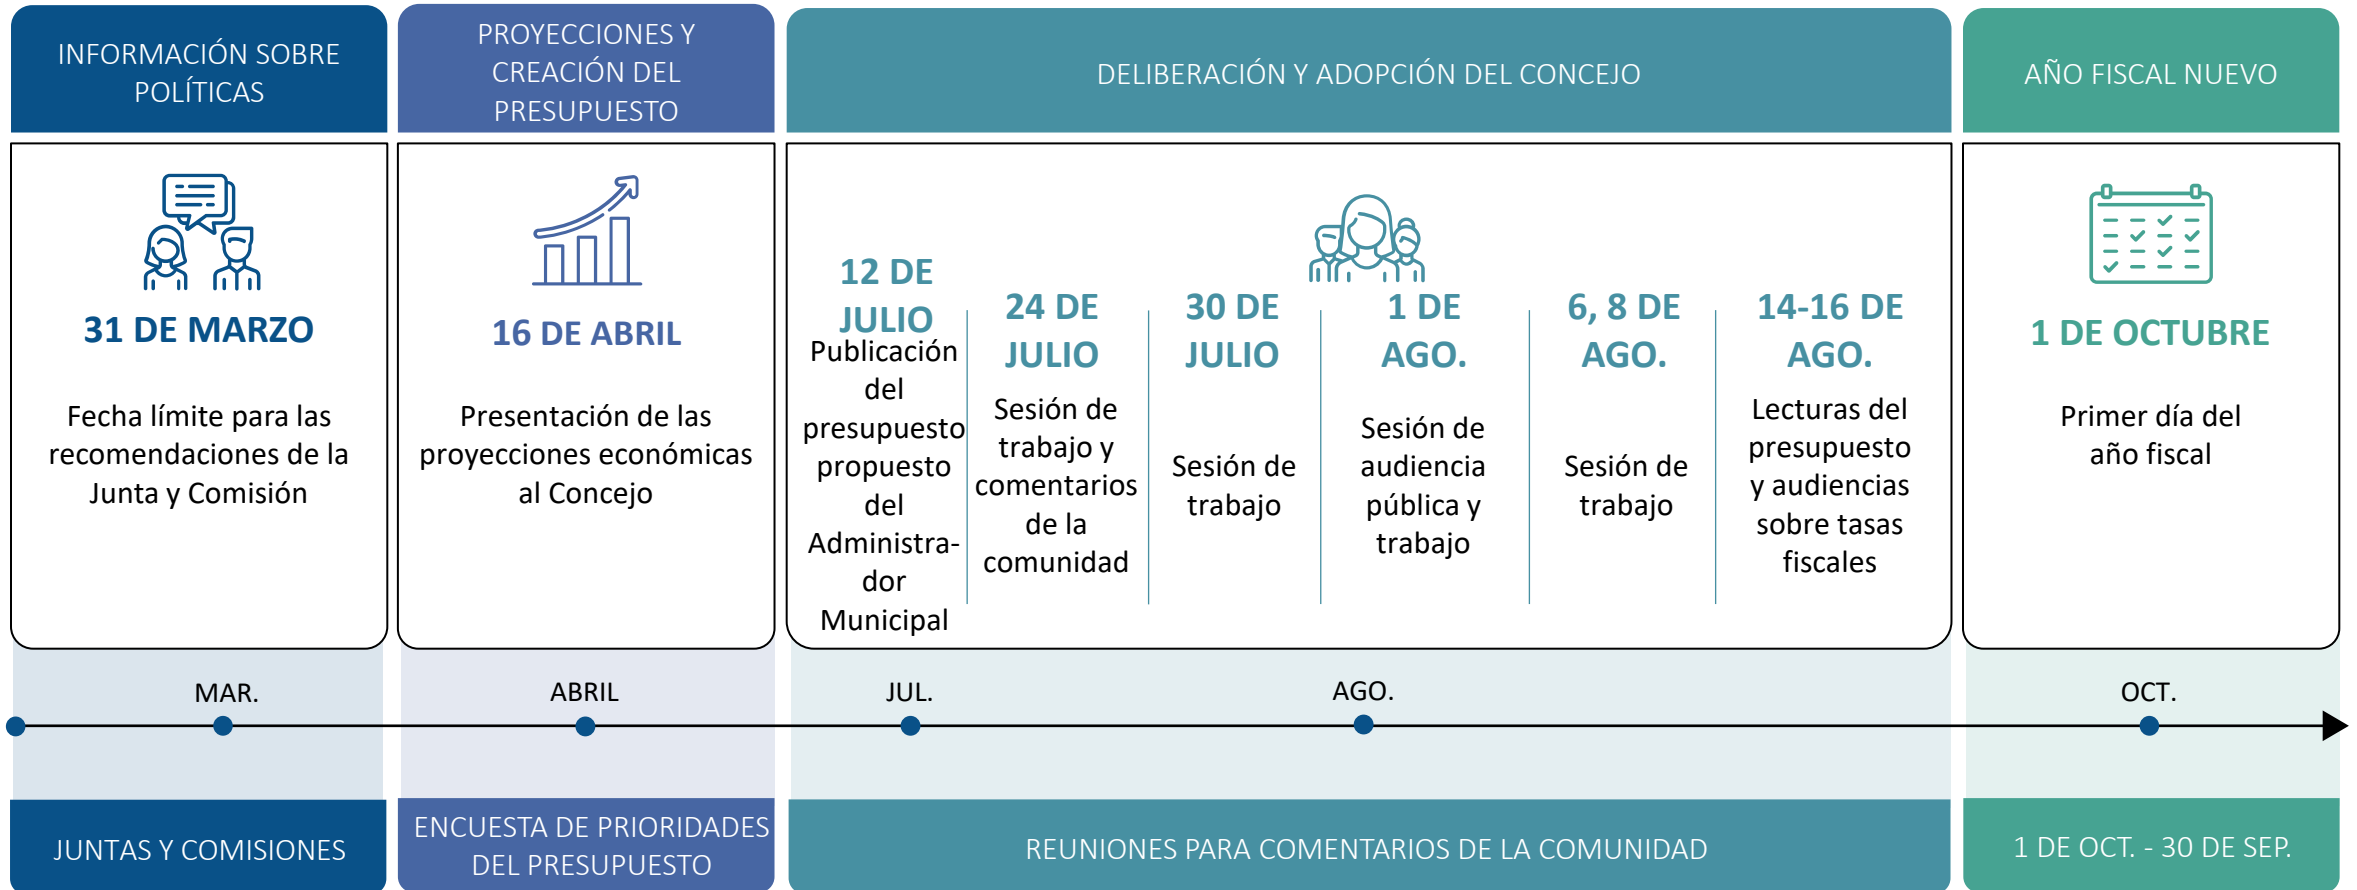 INFORMACIÓN SOBRE
POLÍTICAS
PROYECCIONES Y
CREACIÓN DEL
PRESUPUESTO
DELIBERACIÓN Y ADOPCIÓN DEL CONCEJO
AÑO FISCAL NUEVO
31 DE MARZO
Fecha límite para las
recomendaciones de la
Junta y Comisión
16 DE ABRIL
Presentación de las
proyecciones económicas
al Concejo
12 DE
JULIO
Publicación
del
presupuesto
propuesto
del
Administra-
dor
Municipal
24 DE
JULIO
Sesión de
trabajo y
comentarios
de la
comunidad
30 DE
JULIO
Sesión de
trabajo
1 DE
AGO.
Sesión de
audiencia
pública y
trabajo
6, 8 DE
AGO.
Sesión de
trabajo
14-16 DE
AGO.
Lecturas del
presupuesto
y audiencias
sobre tasas
fiscales
1 DE OCTUBRE
Primer día del
año fiscal
MAR.
ABRIL
JUL.
AGO.
OCT.
JUNTAS Y COMISIONES
ENCUESTA DE PRIORIDADES
DEL PRESUPUESTO
REUNIONES PARA COMENTARIOS DE LA COMUNIDAD
1 DE OCT. - 30 DE SEP.